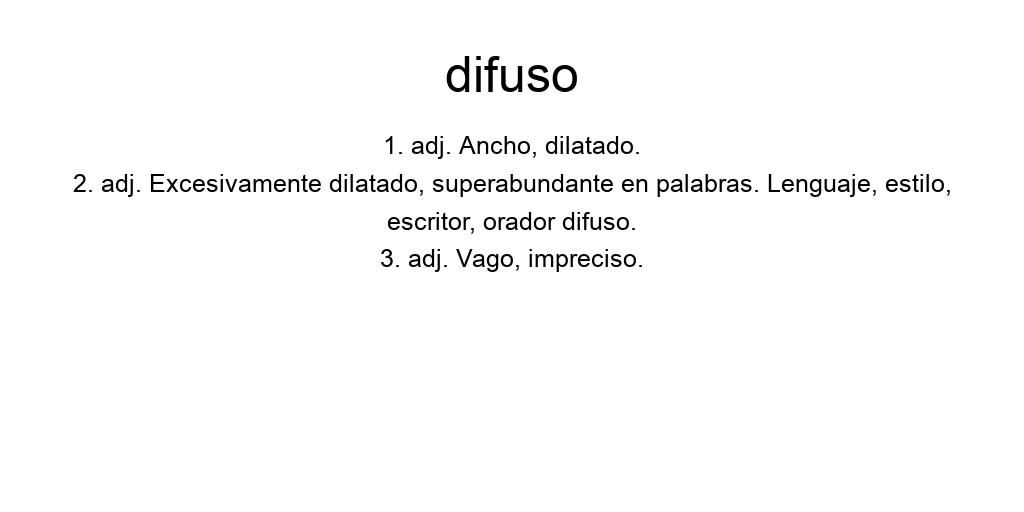 difuso
1. adj. Ancho, dilatado.
2. adj. Excesivamente dilatado, superabundante en palabras. Lenguaje, estilo,
escritor, orador difuso.
3. adj. Vago, impreciso.